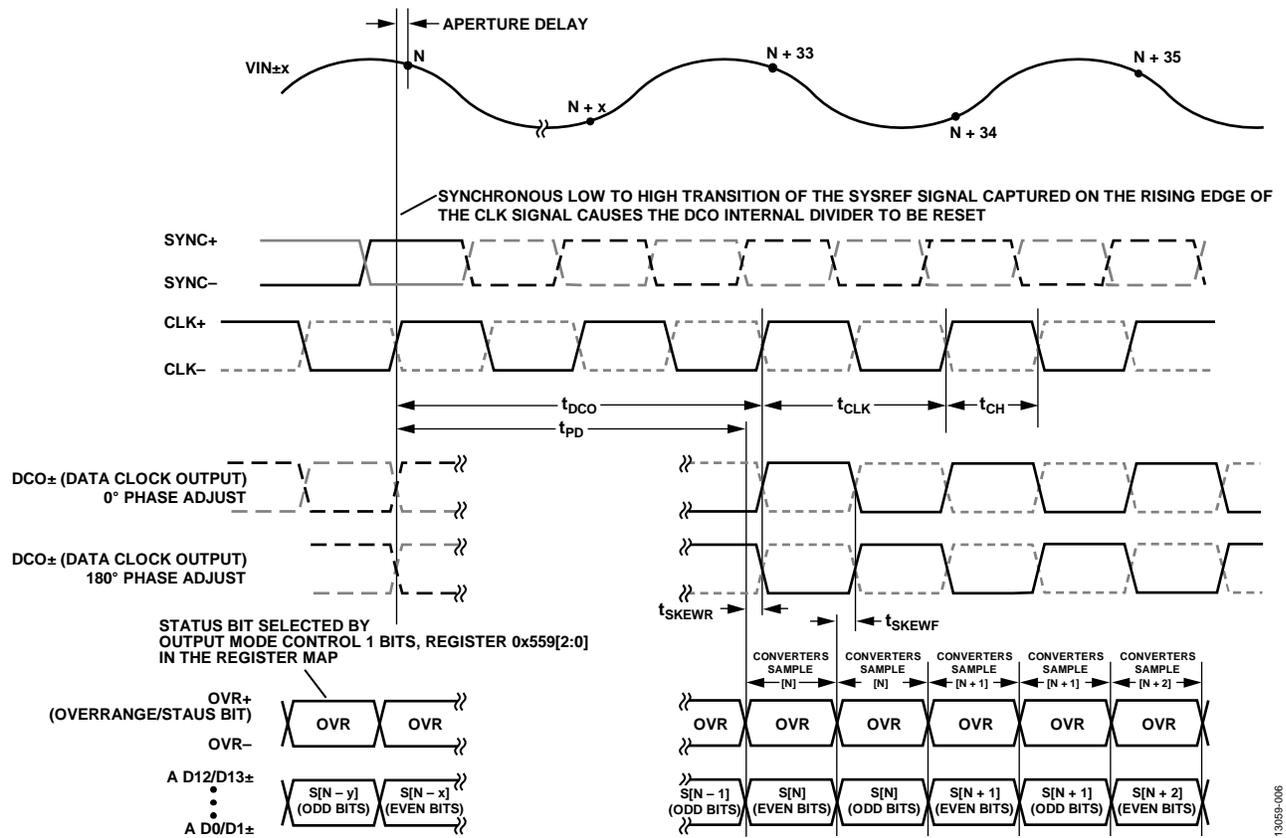 APERTURE DELAY
N
VIN±x
N + x
N + 33
N + 34
N + 35
SYNCHRONOUS LOW TO HIGH TRANSITION OF THE SYSREF SIGNAL CAPTURED ON THE RISING EDGE OF
THE CLK SIGNAL CAUSES THE DCO INTERNAL DIVIDER TO BE RESET
SYNC+
SYNC–
CLK+
CLK–
tDCO
tCLK
tCH
tPD
DCO± (DATA CLOCK OUTPUT)
0° PHASE ADJUST
DCO± (DATA CLOCK OUTPUT)
180° PHASE ADJUST
tSKEWR
tSKEWF
STATUS BIT SELECTED BY
OUTPUT MODE CONTROL 1 BITS, REGISTER 0x559[2:0]
IN THE REGISTER MAP
CONVERTERS
SAMPLE
[N]
CONVERTERS
SAMPLE
[N]
CONVERTERS
SAMPLE
[N + 1]
CONVERTERS
SAMPLE
[N + 1]
CONVERTERS
SAMPLE
[N + 2]
OVR+
(OVERRANGE/STAUS BIT)
OVR–
OVR
OVR
OVR
OVR
OVR
OVR
OVR
OVR
A D12/D13±
A D0/D1±
S[N – y]
(ODD BITS)
S[N – x]
(EVEN BITS)
S[N – 1]
(ODD BITS)
S[N]
(EVEN BITS)
S[N]
(ODD BITS)
S[N + 1]
(EVEN BITS)
S[N + 1]
(ODD BITS)
S[N + 2]
(EVEN BITS)
13059-006